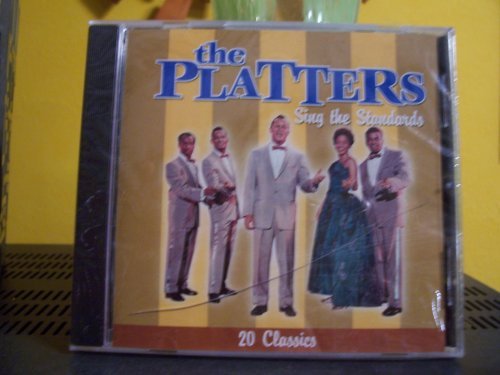 the
PLATTERS
Sing the Standards
20 Classics